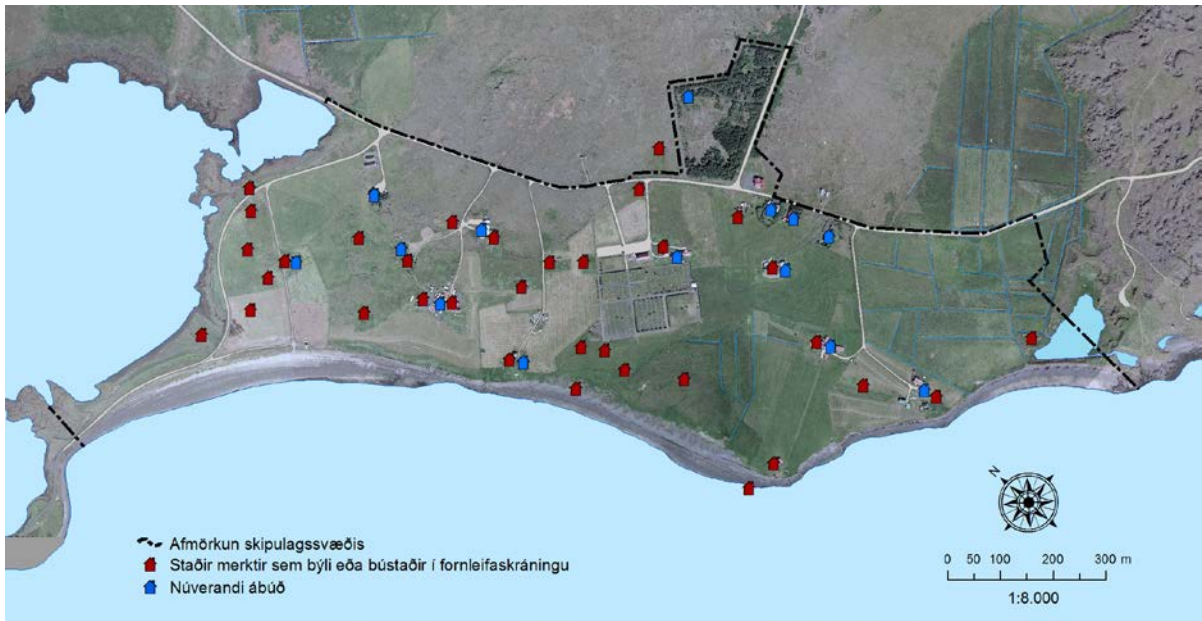 N
Afmörkun skipulagssvæðis
Staðir merktir sem býli eða bústaðir í fornleifaskráningu
Núverandi ábúð
0 50 100 200 300 m
1:8.000